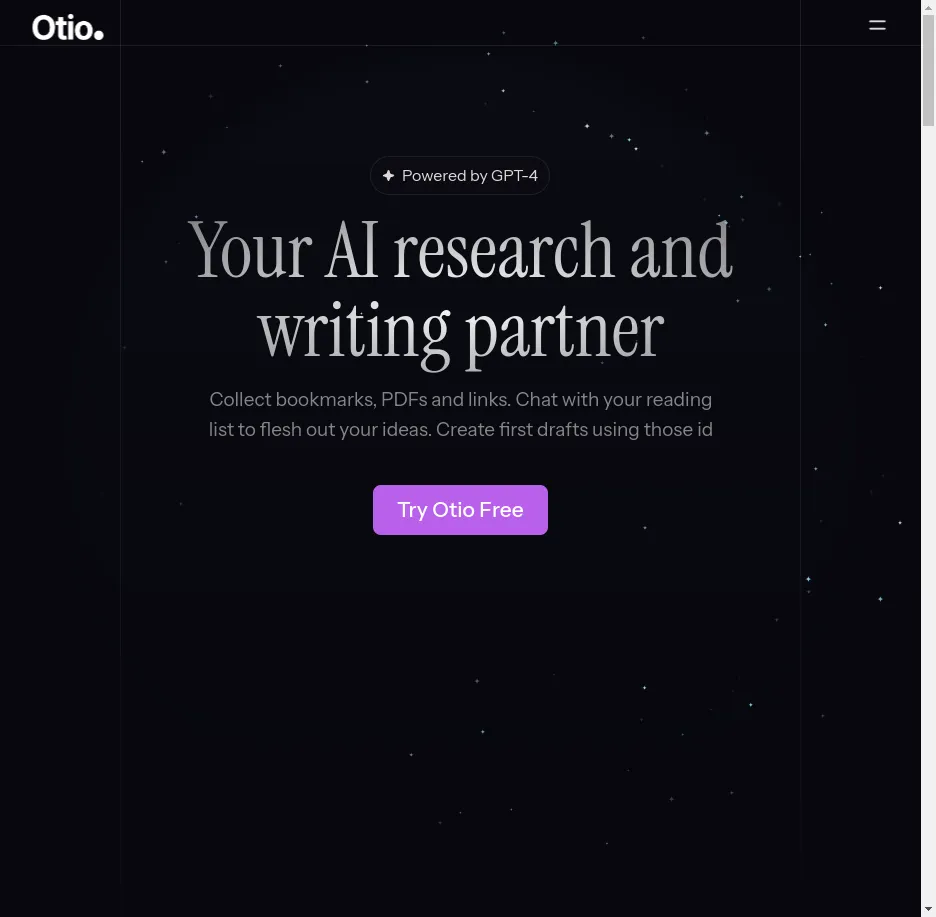 Otio.
Powered by GPT-4
Your AI research and
writing partner
Collect bookmarks, PDFs and links. Chat with your reading
list to flesh out your ideas. Create first drafts using those id
Try Otio Free